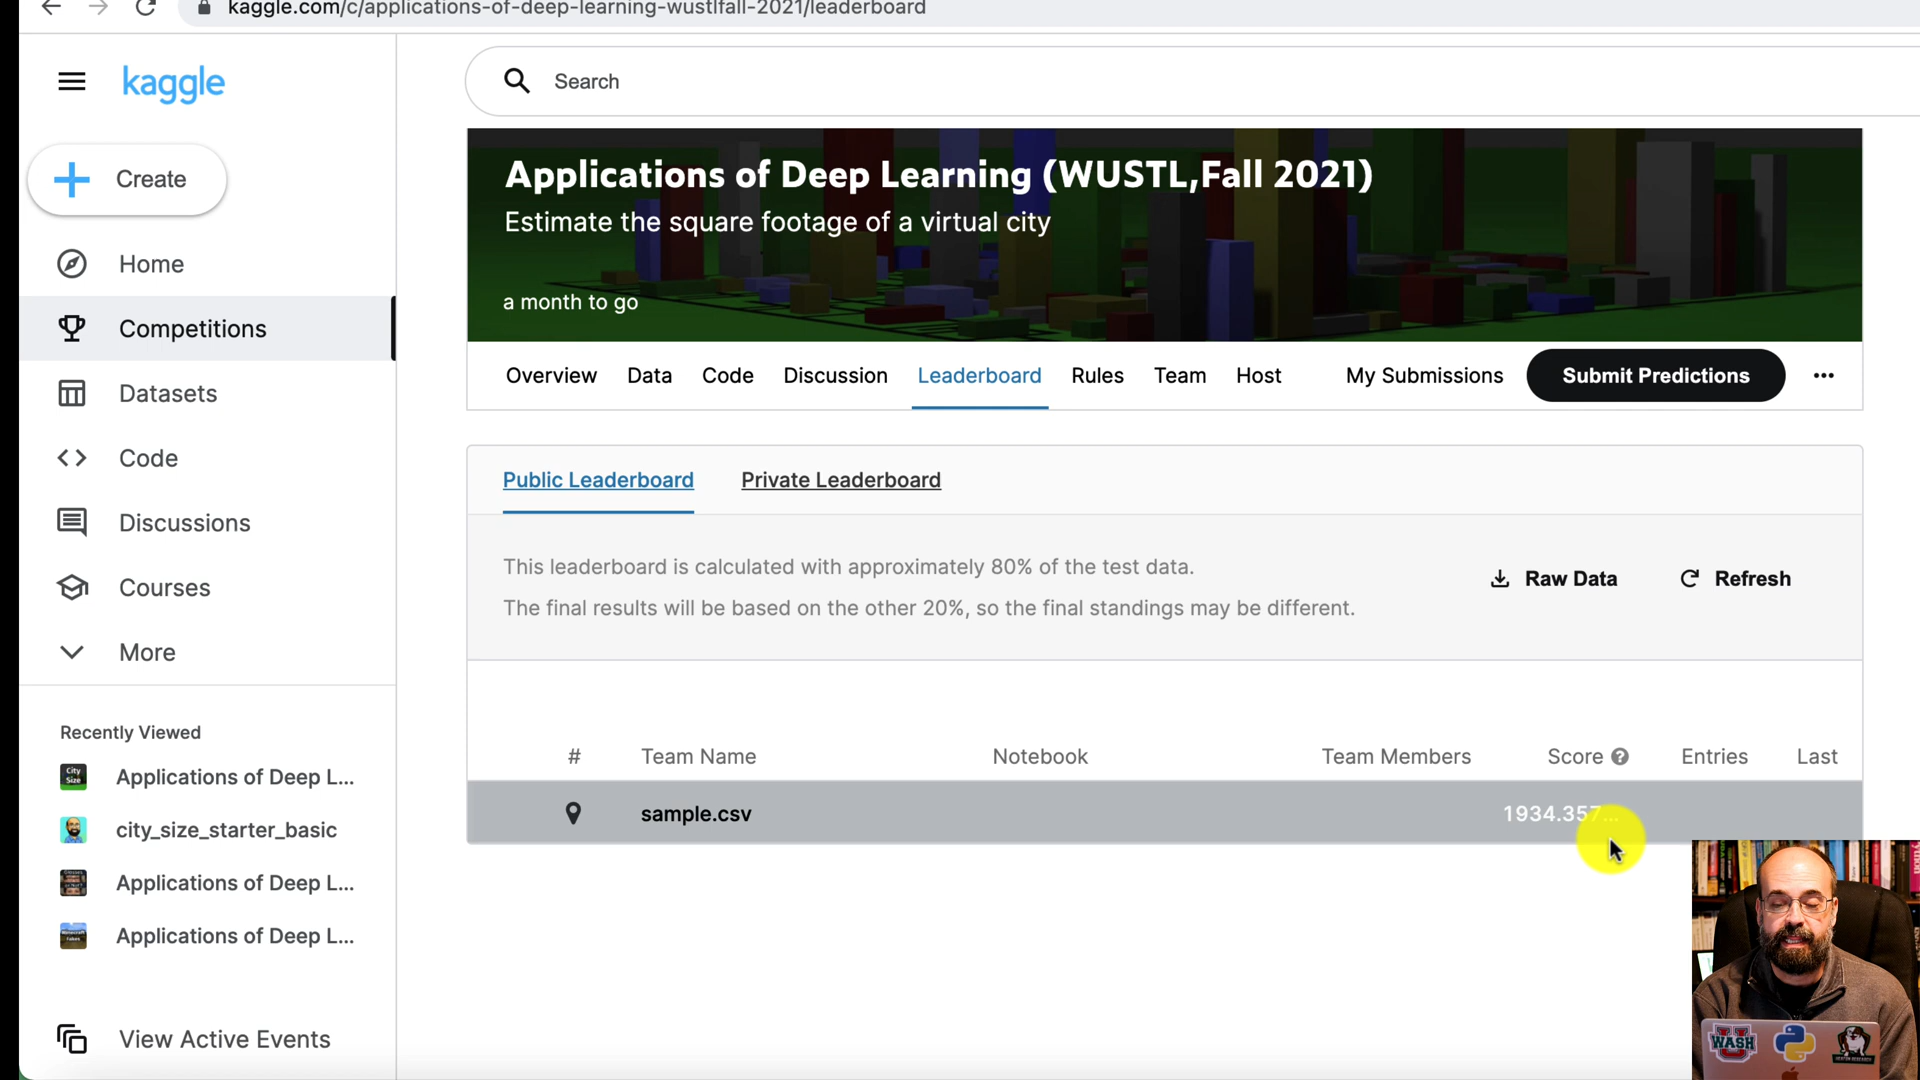 kaggle.com/c/applications-of-deep-learning-wustlfall-2021/leaderboard
kaggle
Search
Create
Home
Competitions
Datasets
Code
Discussions
Courses
More
Recently Viewed
City Size
Applications of Deep L...
city_size_starter_basic
Applications of Deep L...
Applications of Deep L...
View Active Events
Applications of Deep Learning (WUSTL,Fall 2021)
Estimate the square footage of a virtual city
a month to go
Overview Data Code Discussion Leaderboard Rules Team Host My Submissions Submit Predictions ...
Public Leaderboard Private Leaderboard
This leaderboard is calculated with approximately 80% of the test data.
The final results will be based on the other 20%, so the final standings may be different.
Raw Data Refresh
# Team Name Notebook Team Members Score ? Entries Last
sample.csv 1934.357...
WASH